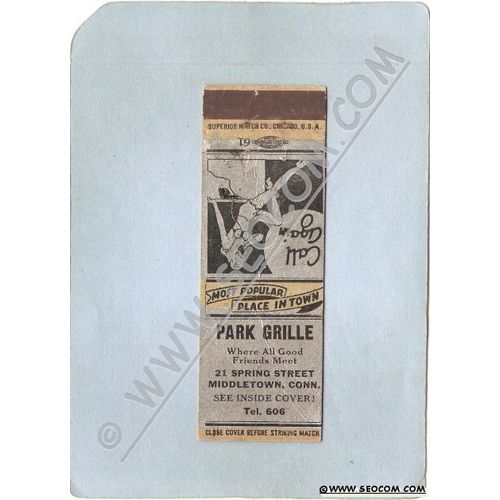 SUPERIOR MATCH CO., CHICAGO, U.S.A.
19
Call
Again
MOST POPULAR
PLACE IN TOWN
PARK GRILLE
Where All Good
Friends Meet
21 SPRING STREET
MIDDLETOWN, CONN.
SEE INSIDE COVER!
Tel. 606
CLOSE COVER BEFORE STRIKING MATCH
© WWW.SEOCOM.COM
© WWW.SEOCOM.COM